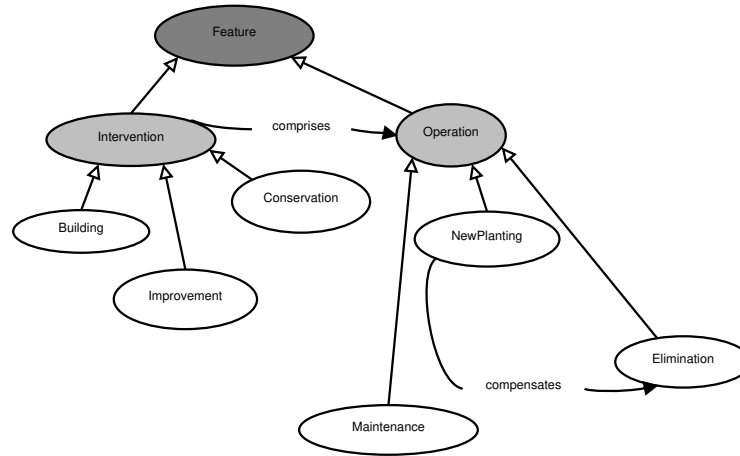 Feature
Intervention
comprises
Operation
Conservation
Building
NewPlanting
Improvement
Elimination
compensates
Maintenance